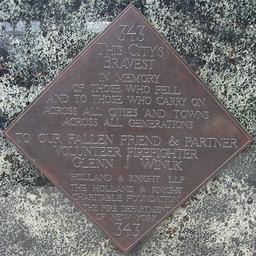 343
THIS CITY'S
BRAVEST
IN MEMORY
OF THOSE WHO FELL
AND TO THOSE WHO CARRY ON
ACROSS ALL CITIES AND TOWNS
ACROSS ALL GENERATIONS
TO OUR FALLEN FRIEND & PARTNER
VOLUNTEER FIREFIGHTER
GLENN J. WINUK
HOLLAND & KNIGHT LLP
THE HOLLAND & KNIGHT
CHARITABLE FOUNDATION
THE FIRE DEPARTMENT
OF NEW YORK
343